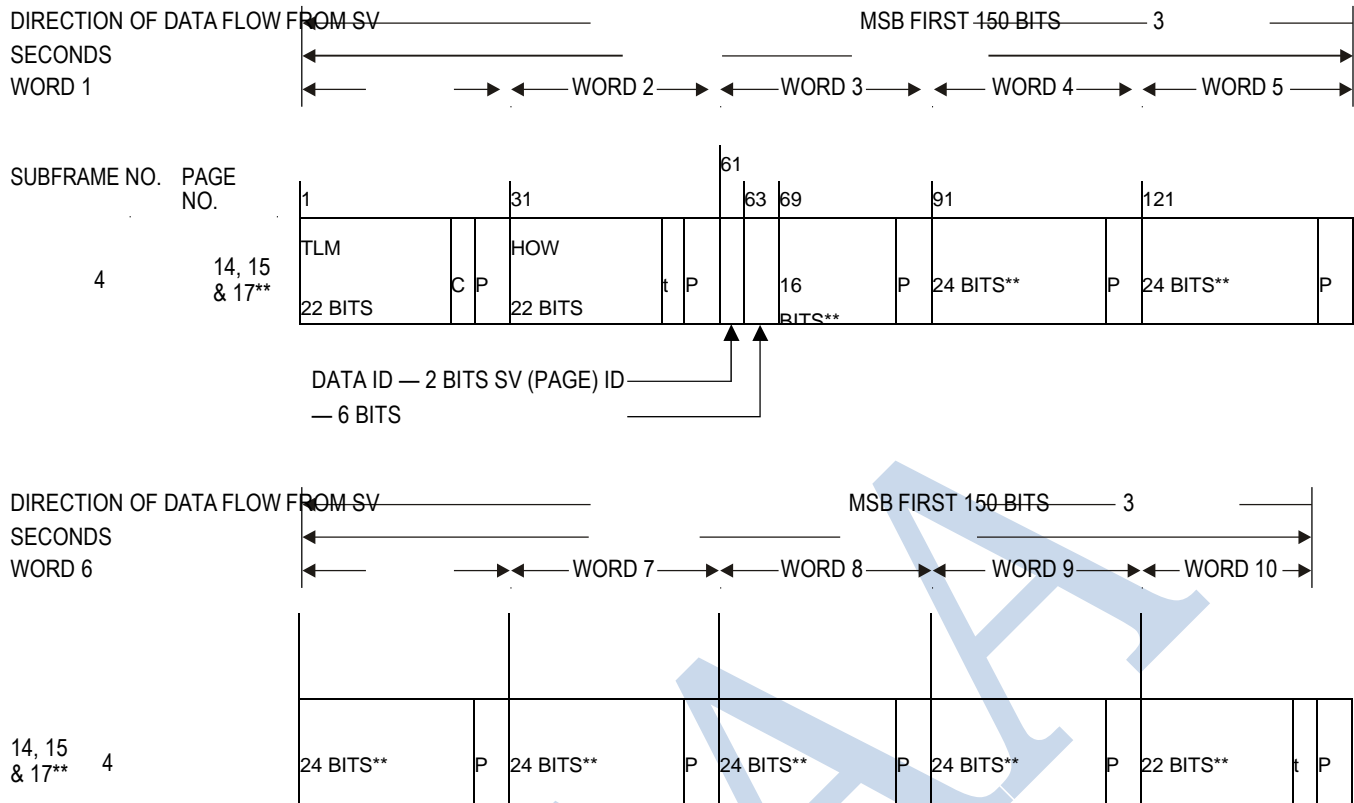 DIRECTION OF DATA FLOW FROM SV MSB FIRST 150 BITS 3
SECONDS
WORD 1 WORD 2 WORD 3 WORD 4 WORD 5
61
SUBFRAME NO. PAGE
NO.
1 31 63 69 91 121
TLM HOW
4 14, 15 C P t P 16 P 24 BITS** P 24 BITS** P
& 17**
22 BITS 22 BITS BITS**
DATA ID — 2 BITS SV (PAGE) ID
— 6 BITS
DIRECTION OF DATA FLOW FROM SV MSB FIRST 150 BITS 3
SECONDS
WORD 6 WORD 7 WORD 8 WORD 9 WORD 10
14, 15
& 17** 4 24 BITS** P 24 BITS** P 24 BITS** P 24 BITS** P 22 BITS** t P